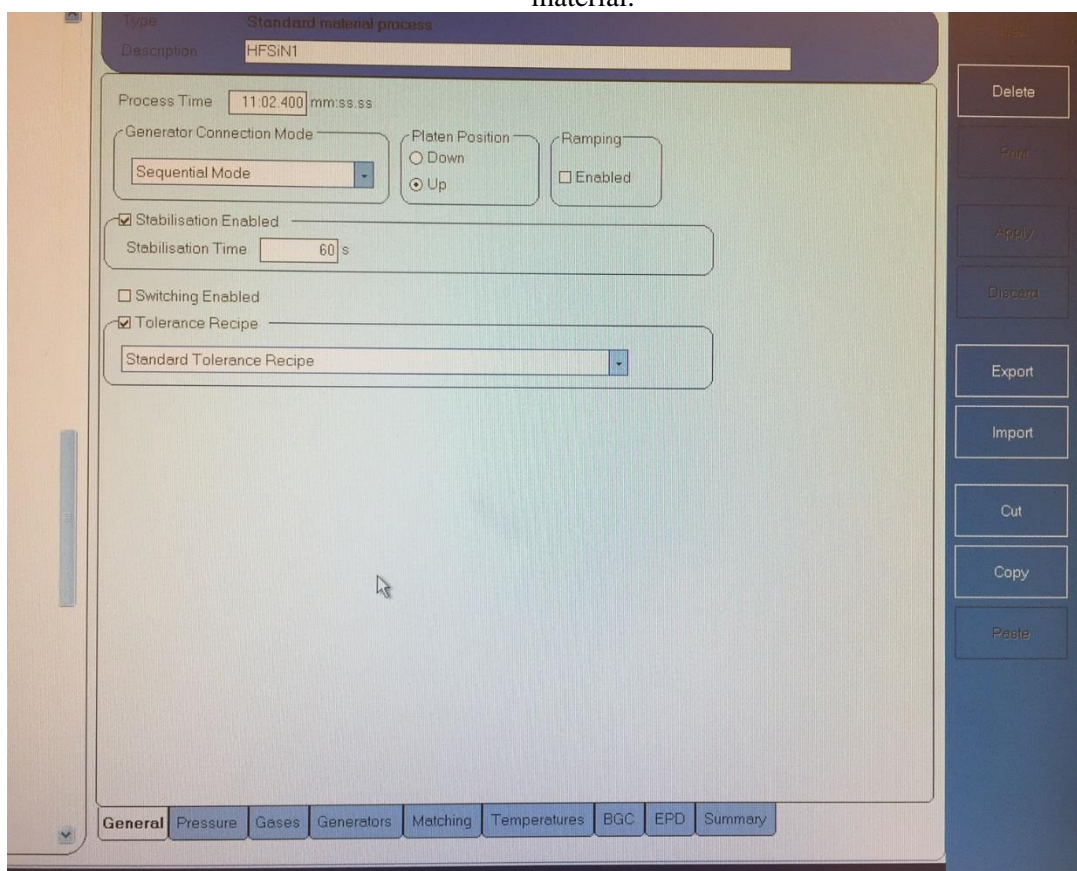 material.
Type Standard material process
Description HFSiN1
Process Time 11:02.400 mm:ss.ss
Generator Connection Mode Platen Position Ramping
Down
Sequential Mode Up Enabled
Stabilisation Enabled
Stabilisation Time 60 s
Switching Enabled
Tolerance Recipe
Standard Tolerance Recipe
General Pressure Gases Generators Matching Temperatures BGC EPD Summary
Delete
Print
Apply
Discard
Export
Import
Cut
Copy
Paste